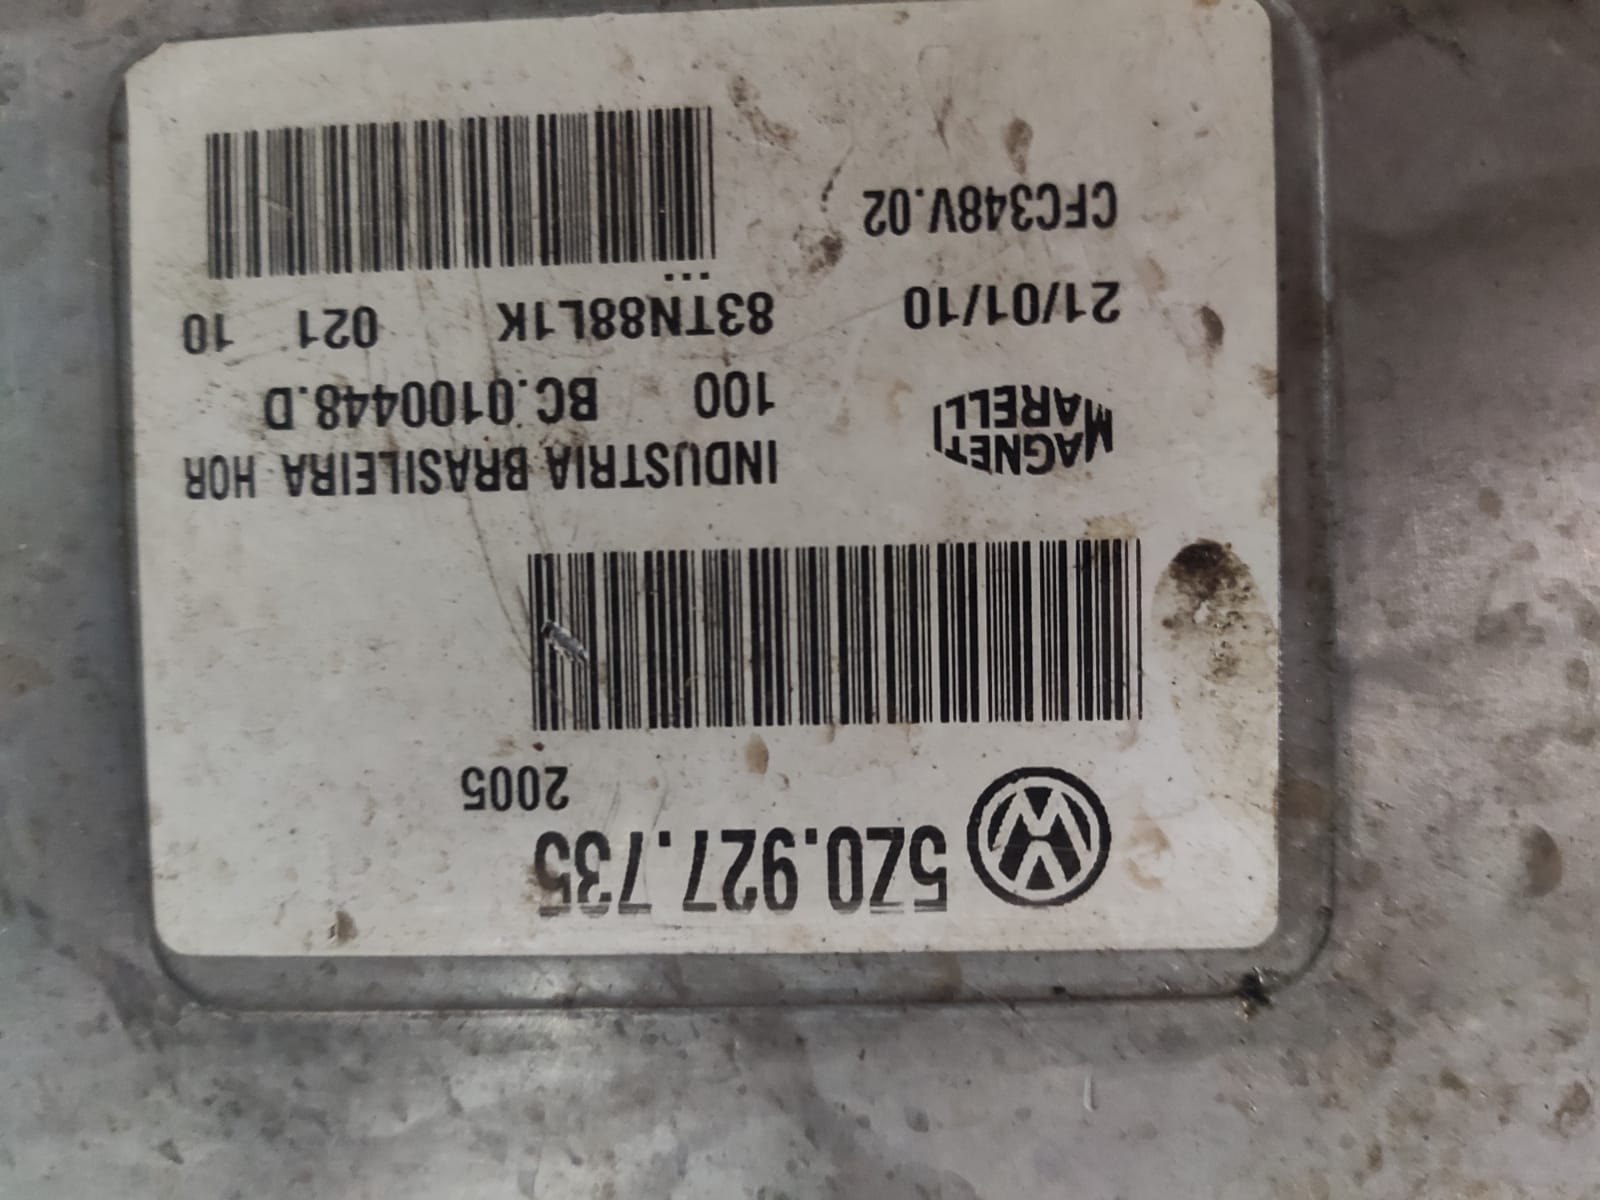 5Z0.927.735
2005
MAGNETI MARELLI
INDUSTRIA BRASILEIRA HOR
100 BC.0100448.D
21/01/10 83TN88L1K 021 10
CFC348V.02